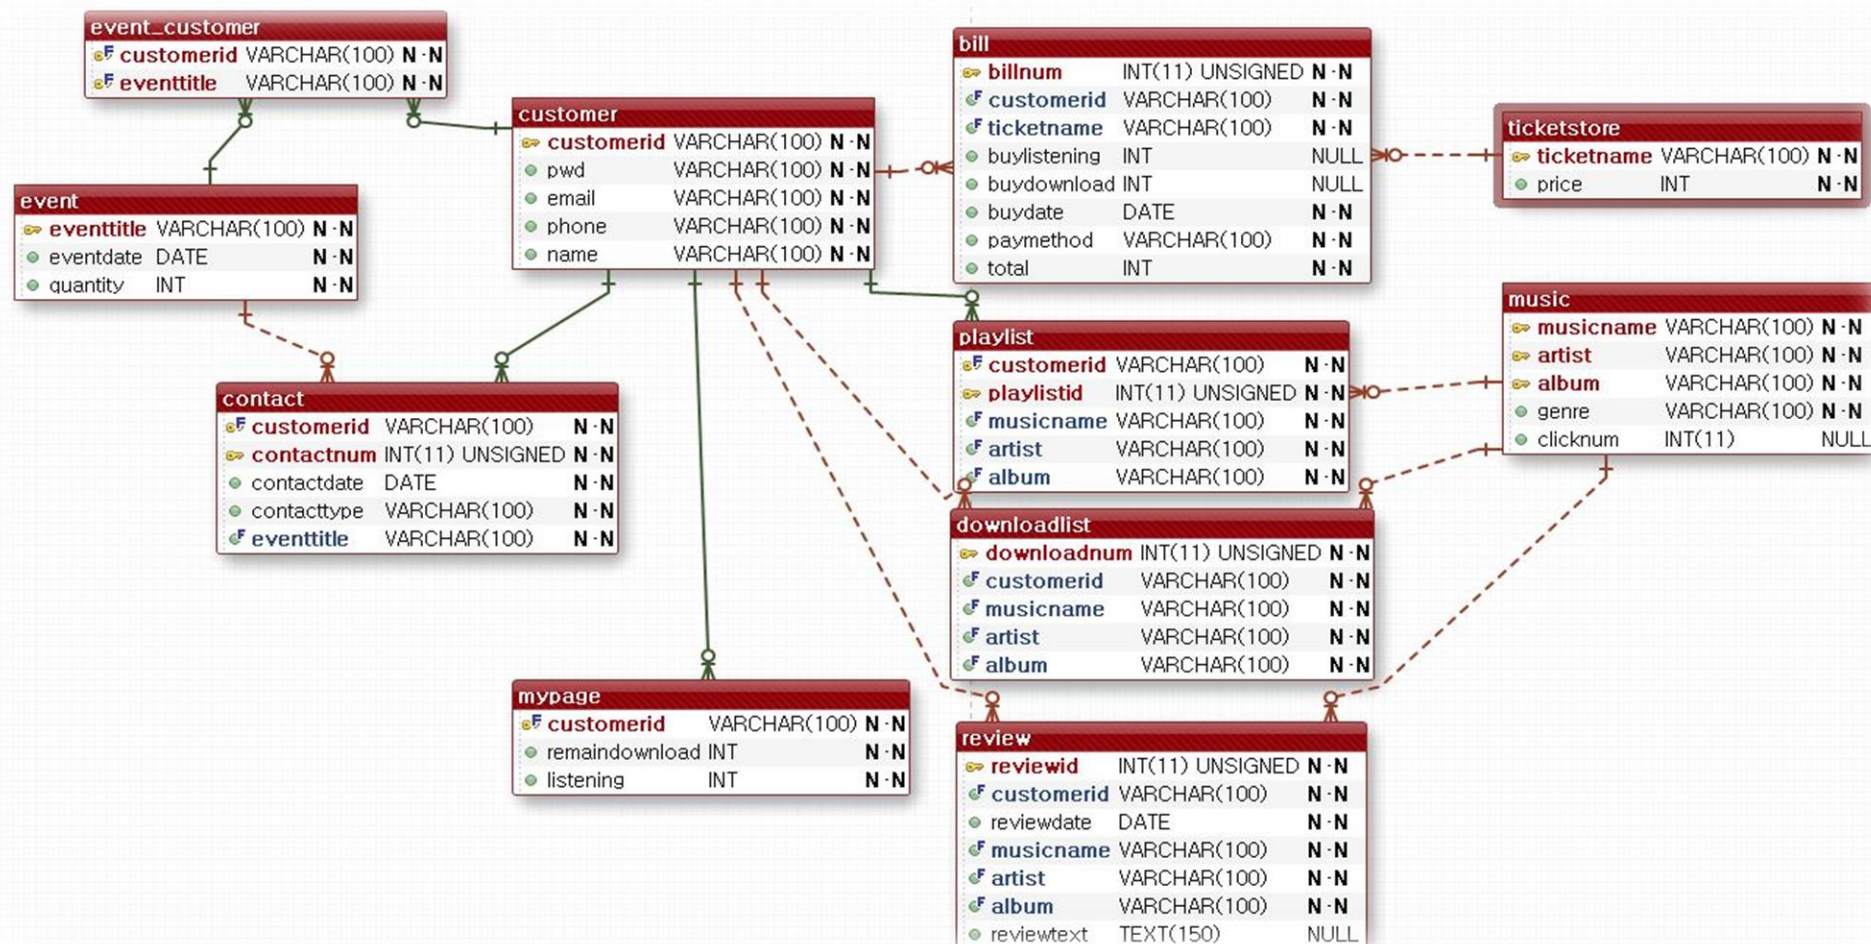 event_customer
customerid VARCHAR(100) N·N
eventtitle VARCHAR(100) N·N
customer
customerid VARCHAR(100) N·N
pwd VARCHAR(100) N·N
email VARCHAR(100) N·N
phone VARCHAR(100) N·N
name VARCHAR(100) N·N
bill
billnum INT(11) UNSIGNED N·N
customerid VARCHAR(100) N·N
ticketname VARCHAR(100) N·N
buylistening INT NULL
buydownload INT NULL
buydate DATE N·N
paymethod VARCHAR(100) N·N
total INT N·N
ticketstore
ticketname VARCHAR(100) N·N
price INT N·N
event
eventtitle VARCHAR(100) N·N
eventdate DATE N·N
quantity INT N·N
music
musicname VARCHAR(100) N·N
artist VARCHAR(100) N·N
album VARCHAR(100) N·N
genre VARCHAR(100) N·N
clicknum INT(11) NULL
playlist
customerid VARCHAR(100) N·N
playlistid INT(11) UNSIGNED N·N
musicname VARCHAR(100) N·N
artist VARCHAR(100) N·N
album VARCHAR(100) N·N
contact
customerid VARCHAR(100) N·N
contactnum INT(11) UNSIGNED N·N
contactdate DATE N·N
contacttype VARCHAR(100) N·N
eventtitle VARCHAR(100) N·N
downloadlist
downloadnum INT(11) UNSIGNED N·N
customerid VARCHAR(100) N·N
musicname VARCHAR(100) N·N
artist VARCHAR(100) N·N
album VARCHAR(100) N·N
mypage
customerid VARCHAR(100) N·N
remaindownload INT N·N
listening INT N·N
review
reviewid INT(11) UNSIGNED N·N
customerid VARCHAR(100) N·N
reviewdate DATE N·N
musicname VARCHAR(100) N·N
artist VARCHAR(100) N·N
album VARCHAR(100) N·N
reviewtext TEXT(150) NULL